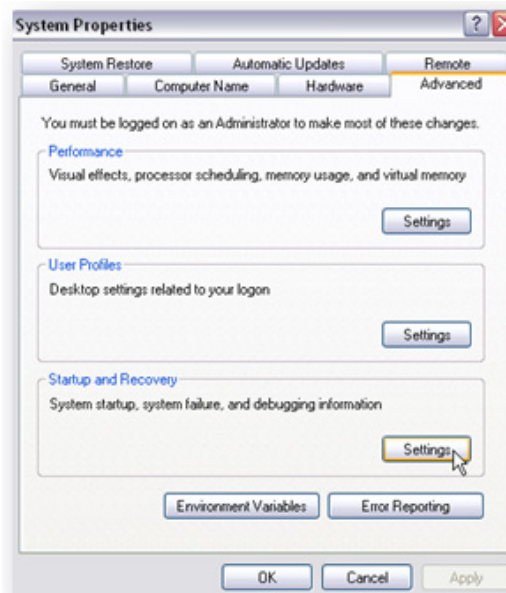 System Properties
?
System Restore Automatic Updates Remote
General Computer Name Hardware Advanced
You must be logged on as an Administrator to make most of these changes.
Performance
Visual effects, processor scheduling, memory usage, and virtual memory
Settings
User Profiles
Desktop settings related to your logon
Settings
Startup and Recovery
System startup, system failure, and debugging information
Settings
Environment Variables Error Reporting
OK Cancel Apply